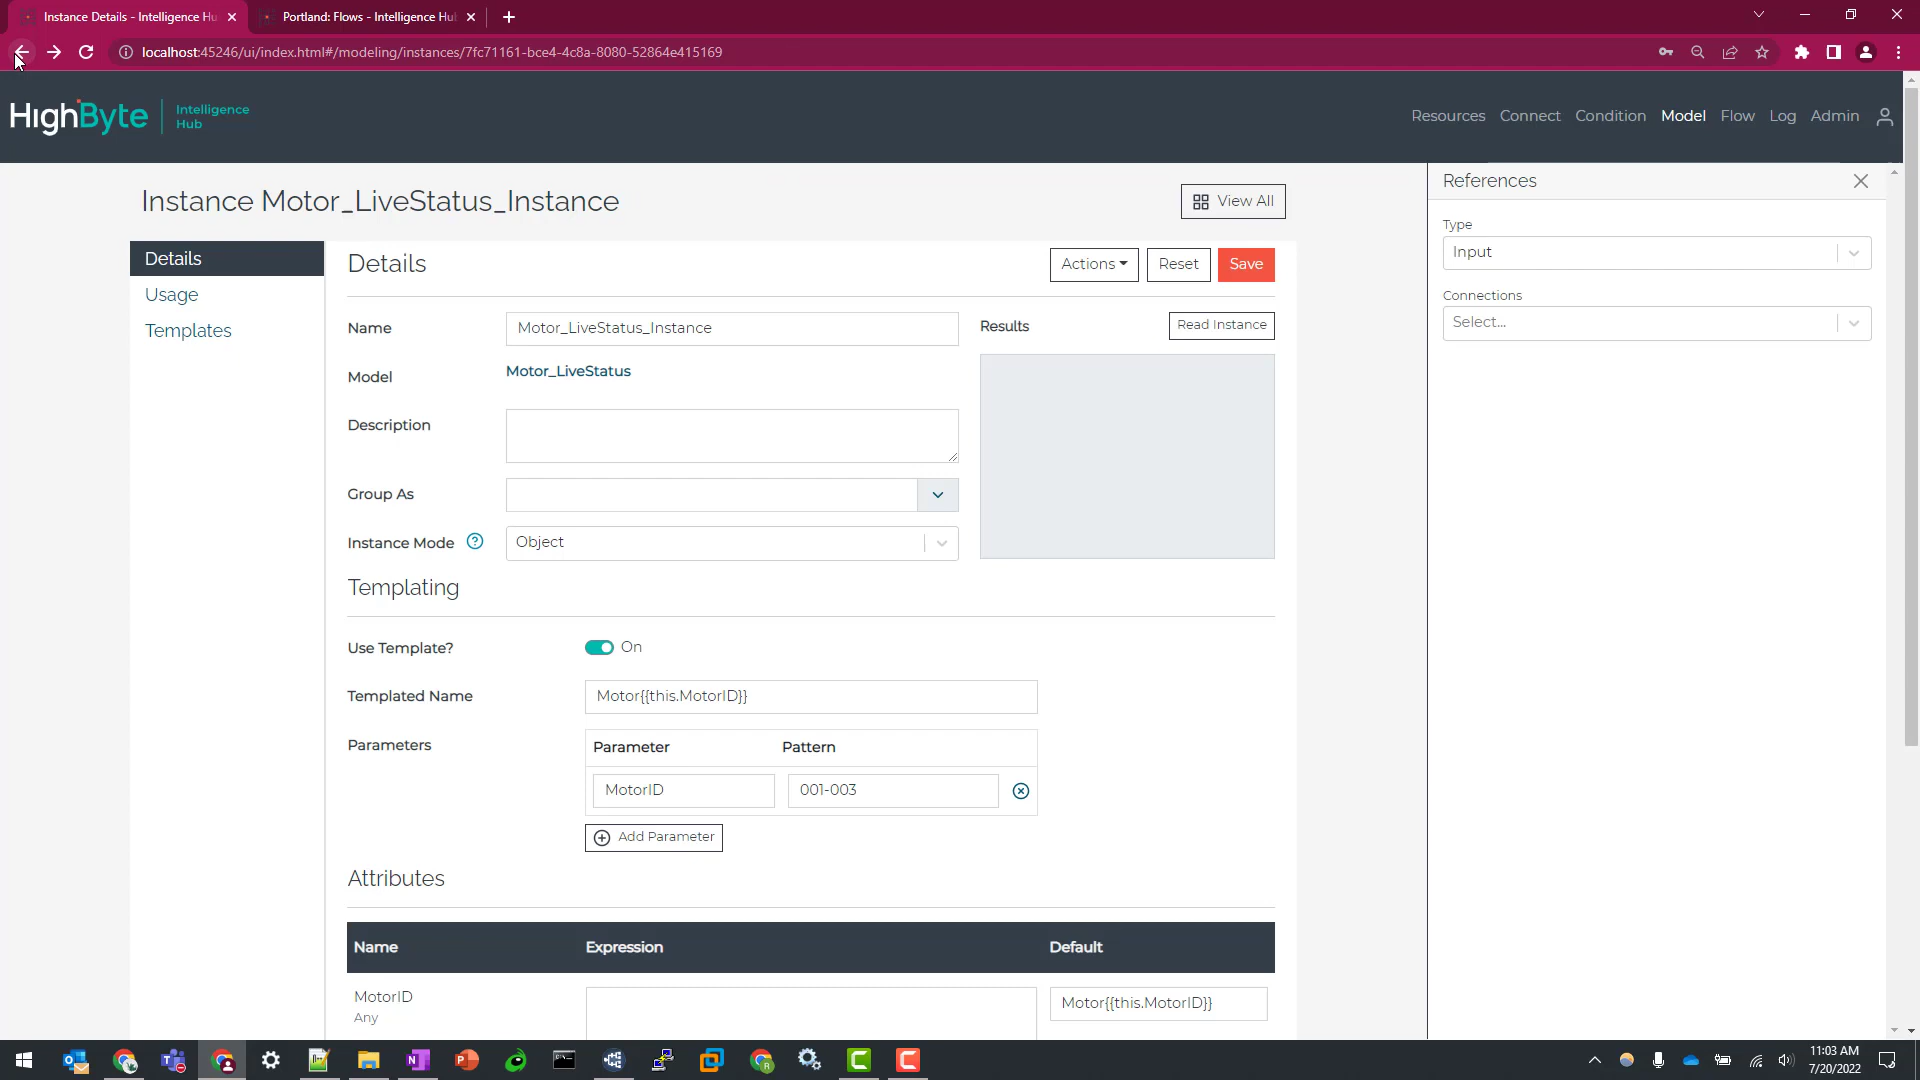 Instance Details - Intelligence Hu
Portland: Flows - Intelligence Hub
localhost:45246/ui/index.html#/modeling/instances/7fc71161-bce4-4c8a-8080-52864e415169
HighByte
Intelligence
Hub
Resources Connect Condition Model Flow Log Admin
Instance Motor_LiveStatus_Instance
View All
Details
Usage
Templates
Details
Actions
Reset
Save
Name
Motor_LiveStatus_Instance
Model
Motor_LiveStatus
Description
Group As
Instance Mode
?
Object
Results
Read Instance
Templating
Use Template?
On
Templated Name
Motor{{this.MotorID}}
Parameters
Parameter Pattern
MotorID 001-003
Add Parameter
Attributes
Name Expression Default
MotorID
Any
Motor{{this.MotorID}}
References
Type
Input
Connections
Select...
11:03 AM
7/20/2022